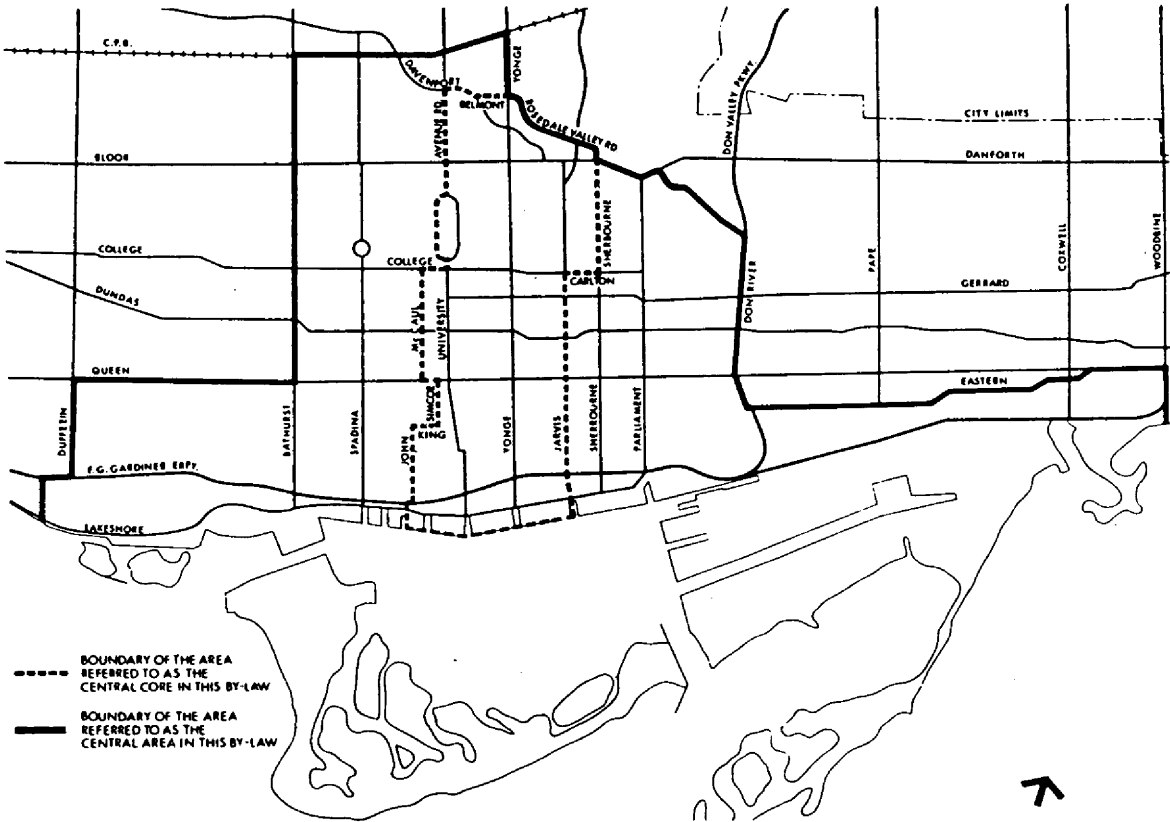 C.P.R.
DAVENPORT
YONGE
BELMONT
AVENUE RD
ROSEDALE VALLEY RD
DON VALLEY PKWY.
CITY LIMITS
BLOOR
DANFORTH
SHERBOURNE
COLLEGE
COLLEGE
CARLTON
PAPE
COXWELL
WOODBINE
DUNDAS
GERRARD
DON RIVER
McCAUL
UNIVERSITY
QUEEN
EASTERN
SIMCOE
KING
DUFFERIN
BATHURST
SPADINA
JOHN
YONGE
JARVIS
SHERBOURNE
PARLIAMENT
F.G. GARDINER EXPY.
LAKESHORE
BOUNDARY OF THE AREA
REFERRED TO AS THE
CENTRAL CORE IN THIS BY-LAW
BOUNDARY OF THE AREA
REFERRED TO AS THE
CENTRAL AREA IN THIS BY-LAW